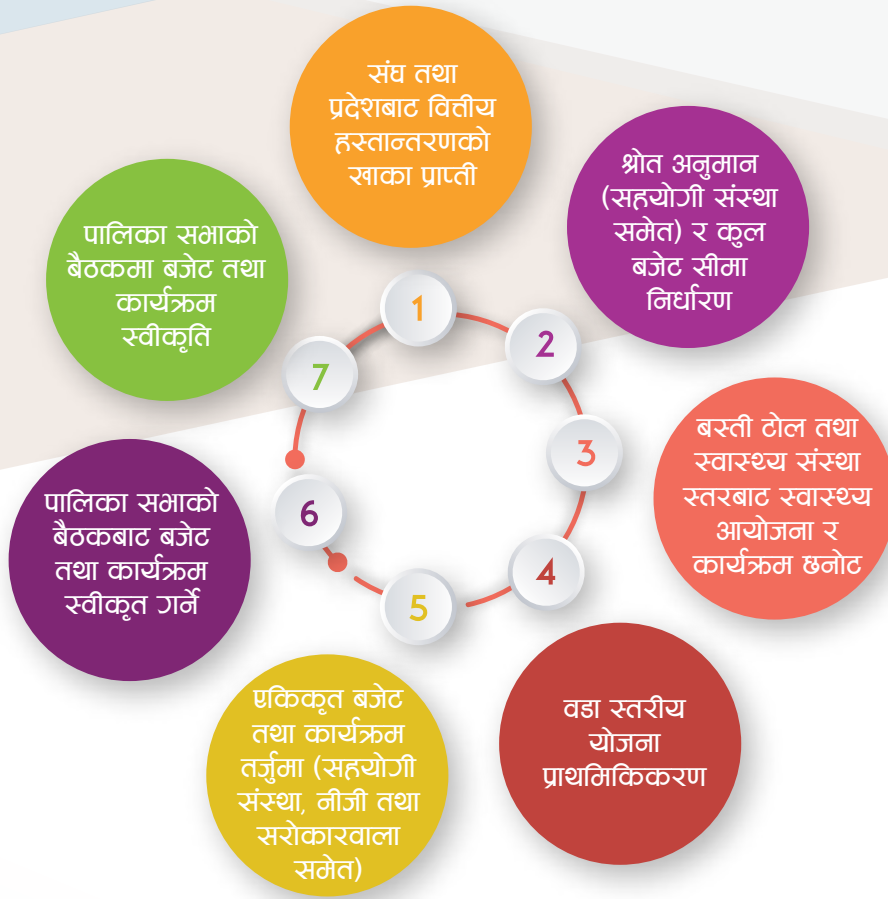 संघ तथा
प्रदेशबाट वित्तीय
हस्तान्तरणको
खाका प्राप्ती
श्रोत अनुमान
(सहयोगी संस्था
समेत) र कुल
बजेट सीमा
निर्धारण
बस्ती टोल तथा
स्वास्थ्य संस्था
स्तरबाट स्वास्थ्य
आयोजना र
कार्यक्रम छनोट
वडा स्तरीय
योजना
प्राथमिकिकरण
एकिकृत बजेट
तथा कार्यक्रम
तर्जुमा (सहयोगी
संस्था, नीजी तथा
सरोकारवाला
समेत)
पालिका सभाको
बैठकबाट बजेट
तथा कार्यक्रम
स्वीकृत गर्ने
पालिका सभाको
बैठकमा बजेट तथा
कार्यक्रम
स्वीकृति
1
2
3
4
5
6
7